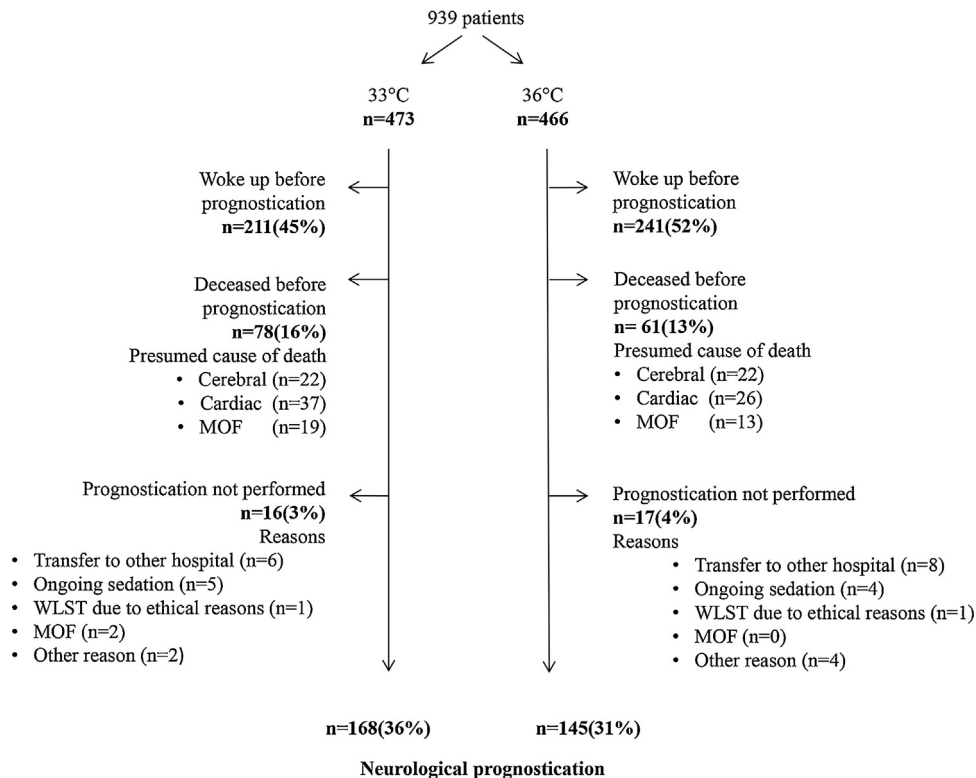 939 patients
33°C
n=473
36°C
n=466
Woke up before
prognostication
n=211(45%)
Deceased before
prognostication
n=78(16%)
Presumed cause of death
• Cerebral (n=22)
• Cardiac (n=37)
• MOF (n=19)
Prognostication not performed
n=16(3%)
Reasons
• Transfer to other hospital (n=6)
• Ongoing sedation (n=5)
• WLST due to ethical reasons (n=1)
• MOF (n=2)
• Other reason (n=2)
n=168(36%)
Woke up before
prognostication
n=241(52%)
Deceased before
prognostication
n= 61(13%)
Presumed cause of death
• Cerebral (n=22)
• Cardiac (n=26)
• MOF (n=13)
Prognostication not performed
n=17(4%)
Reasons
• Transfer to other hospital (n=8)
• Ongoing sedation (n=4)
• WLST due to ethical reasons (n=1)
• MOF (n=0)
• Other reason (n=4)
n=145(31%)
Neurological prognostication